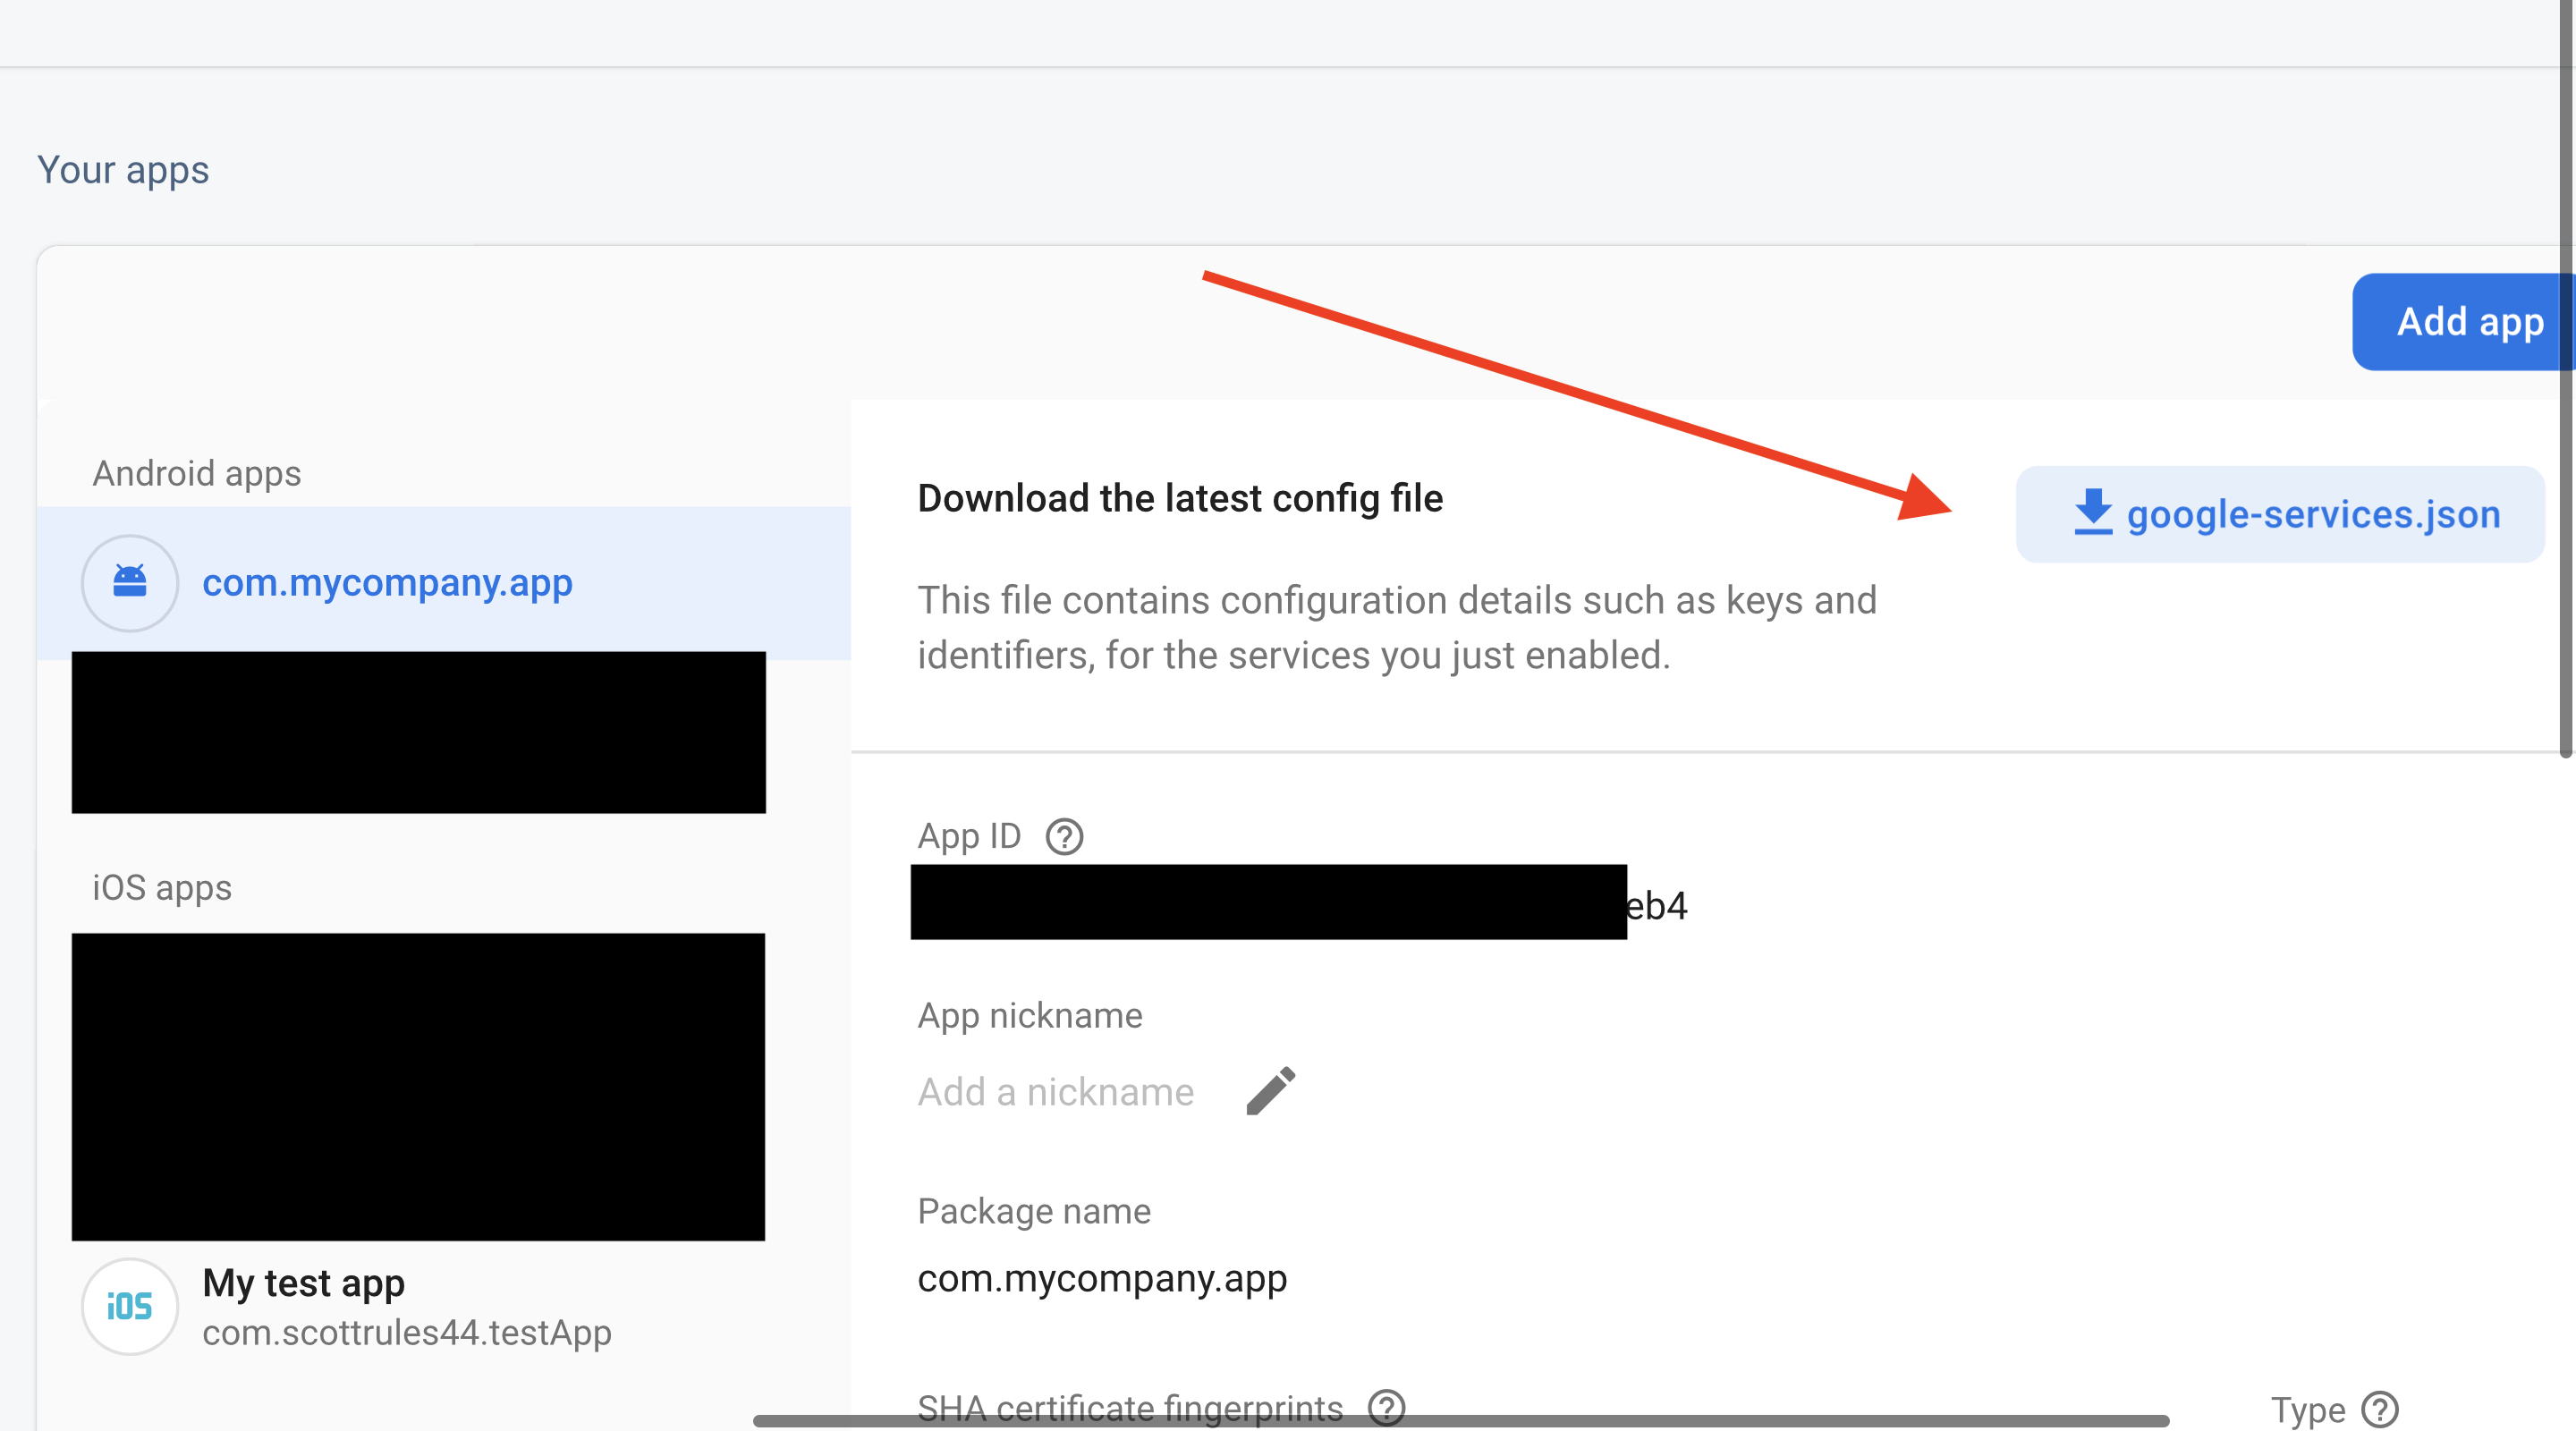 Your apps
Add app
Android apps
com.mycompany.app
Download the latest config file
google-services.json
This file contains configuration details such as keys and
identifiers, for the services you just enabled.
App ID
eb4
iOS apps
App nickname
Add a nickname
Package name
com.mycompany.app
iOS
My test app
com.scottrules44.testApp
SHA certificate fingerprints
Type